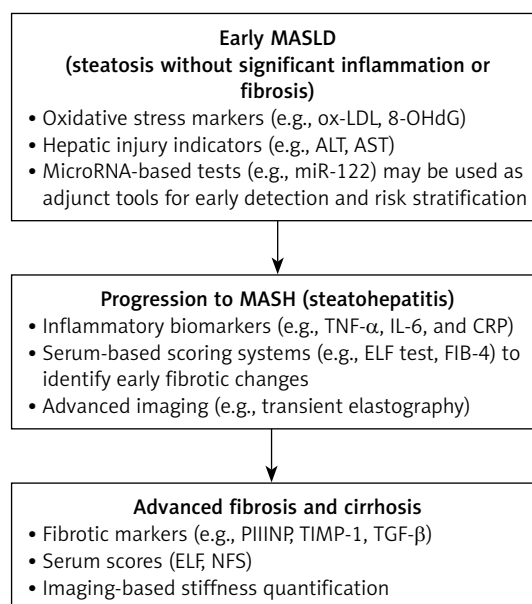 Early MASLD
(steatosis without significant inflammation or
fibrosis)
• Oxidative stress markers (e.g., ox-LDL, 8-OHdG)
• Hepatic injury indicators (e.g., ALT, AST)
• MicroRNA-based tests (e.g., miR-122) may be used as
adjunct tools for early detection and risk stratification
Progression to MASH (steatohepatitis)
• Inflammatory biomarkers (e.g., TNF-α, IL-6, and CRP)
• Serum-based scoring systems (e.g., ELF test, FIB-4) to
identify early fibrotic changes
• Advanced imaging (e.g., transient elastography)
Advanced fibrosis and cirrhosis
• Fibrotic markers (e.g., PIIINP, TIMP-1, TGF-β)
• Serum scores (ELF, NFS)
• Imaging-based stiffness quantification